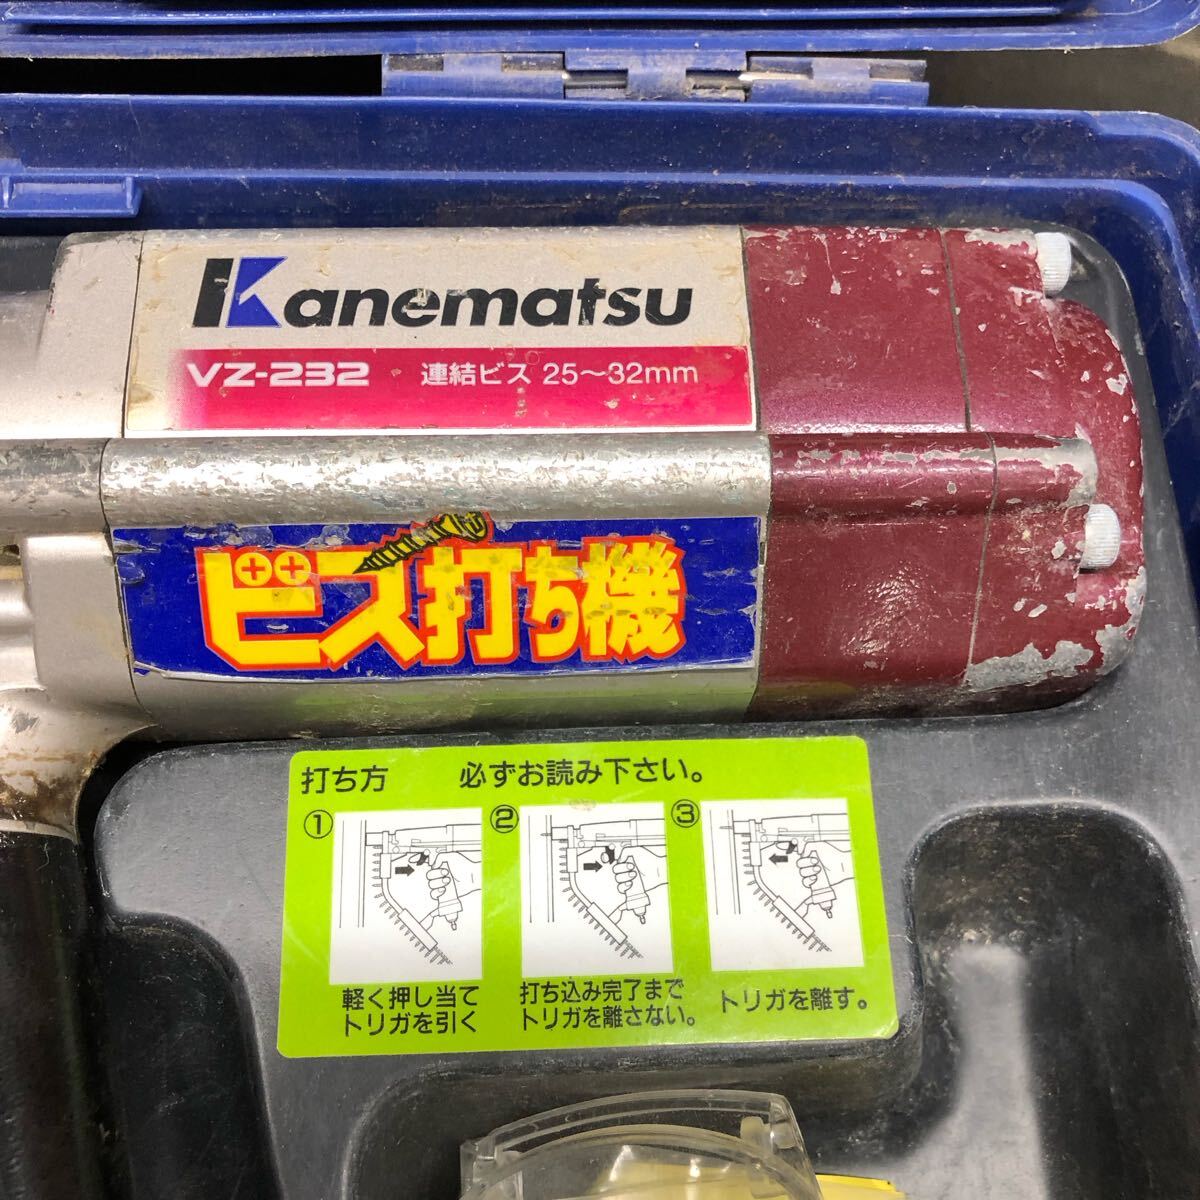 Kanematsu
VZ-232 連結ビス 25～32mm
ビス打ち機
打ち方 必ずお読み下さい。
① ② ③
軽く押し当て
トリガを引く
打ち込み完了まで
トリガを離さない。
トリガを離す。